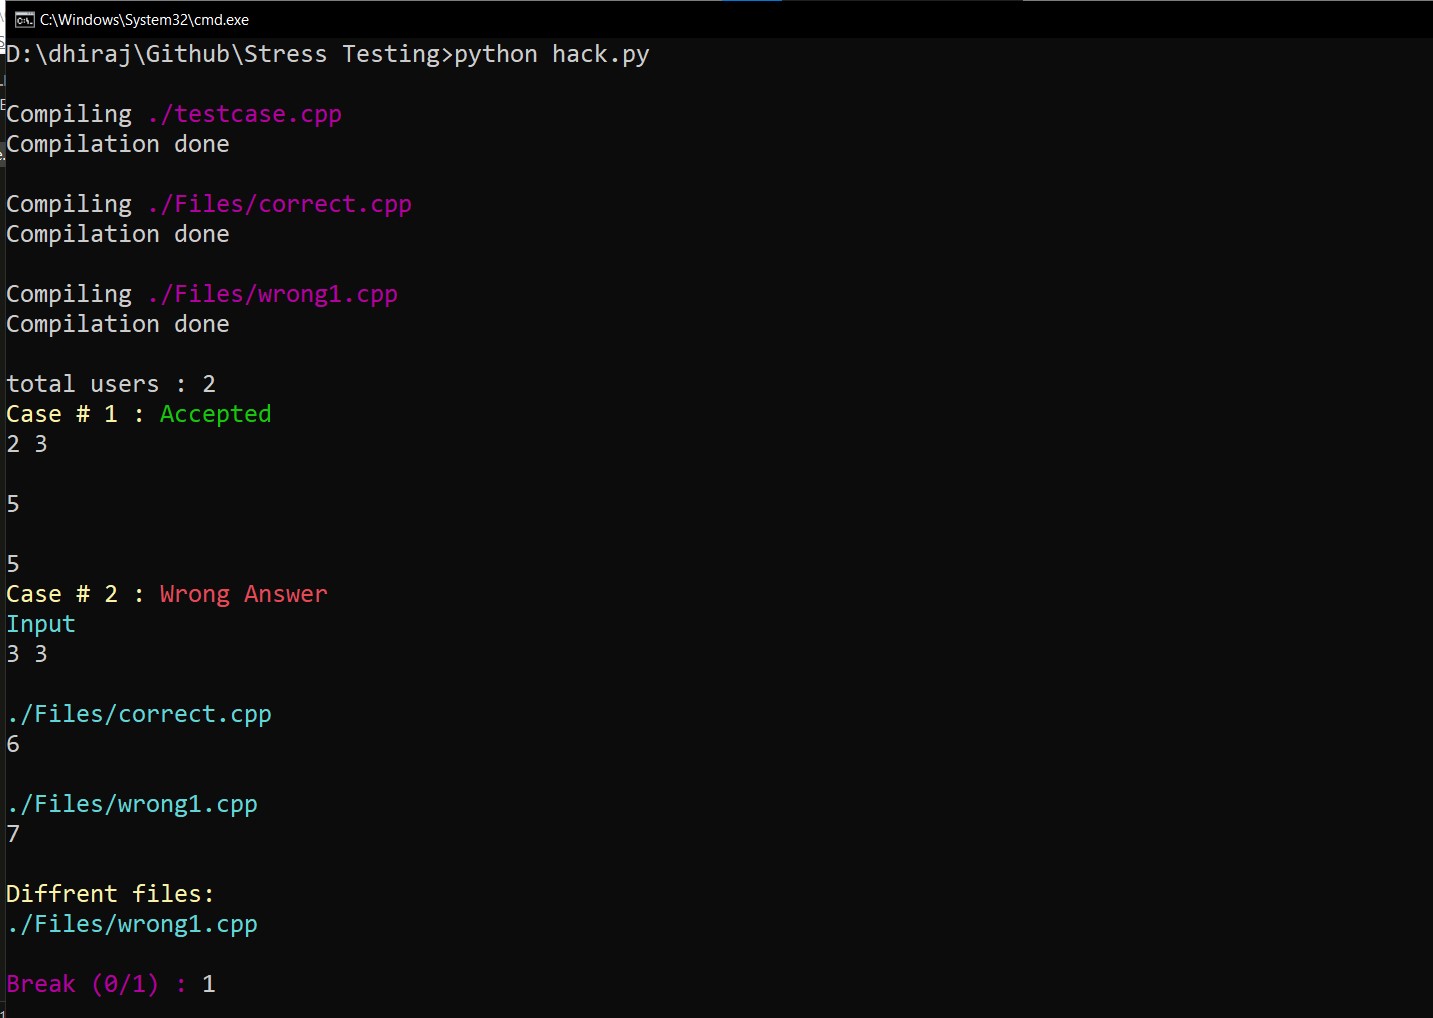 C:\Windows\System32\cmd.exe
D:\dhiraj\Github\Stress Testing>python hack.py
Compiling ./testcase.cpp
Compilation done
Compiling ./Files/correct.cpp
Compilation done
Compiling ./Files/wrong1.cpp
Compilation done
total users : 2
Case # 1 : Accepted
2 3
5
5
Case # 2 : Wrong Answer
Input
3 3
./Files/correct.cpp
6
./Files/wrong1.cpp
7
Diffrent files:
./Files/wrong1.cpp
Break (0/1) : 1